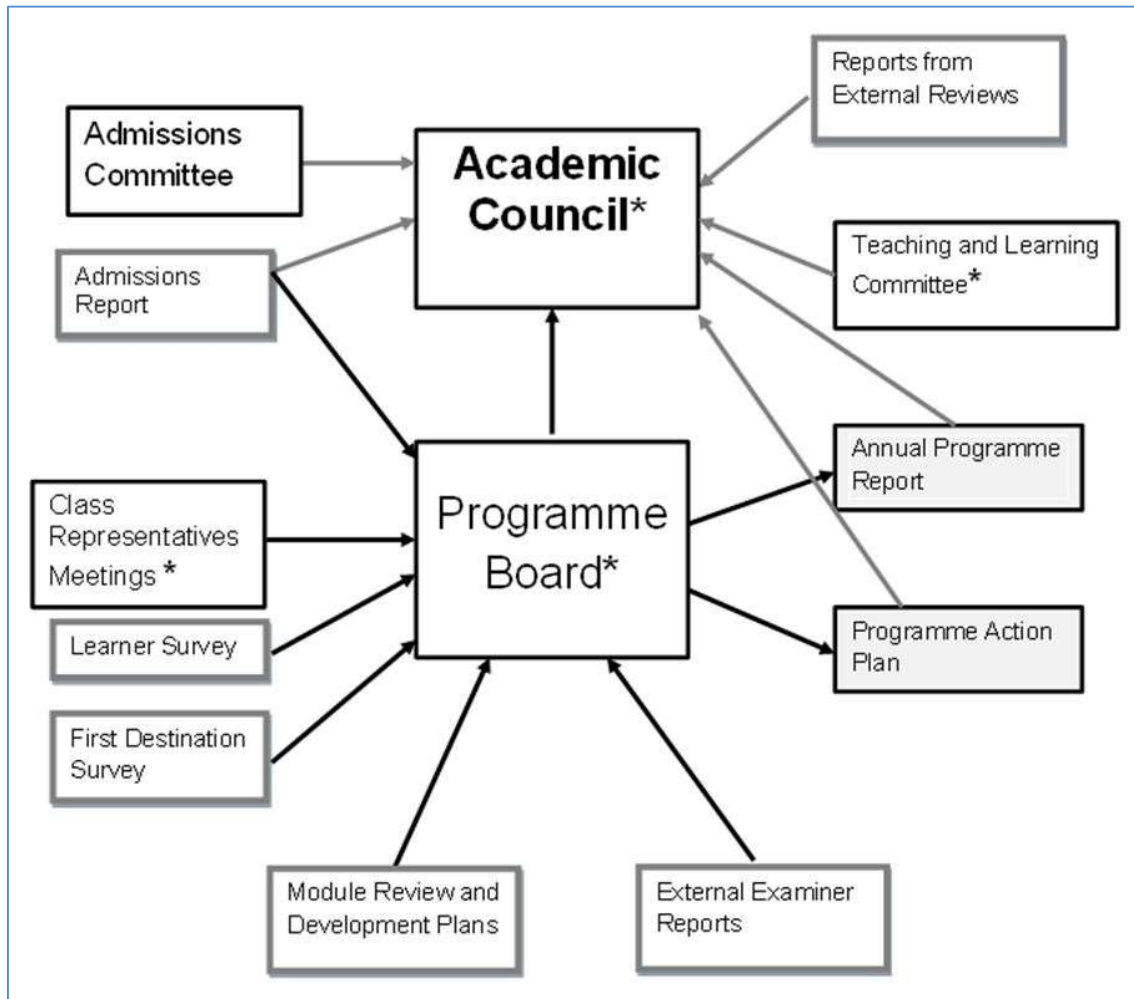 Reports from
External Reviews
Admissions
Committee
Academic
Council*
Teaching and Learning
Committee*
Admissions
Report
Annual Programme
Report
Programme
Board*
Class
Representatives
Meetings *
Learner Survey
Programme Action
Plan
First Destination
Survey
Module Review and
Development Plans
External Examiner
Reports